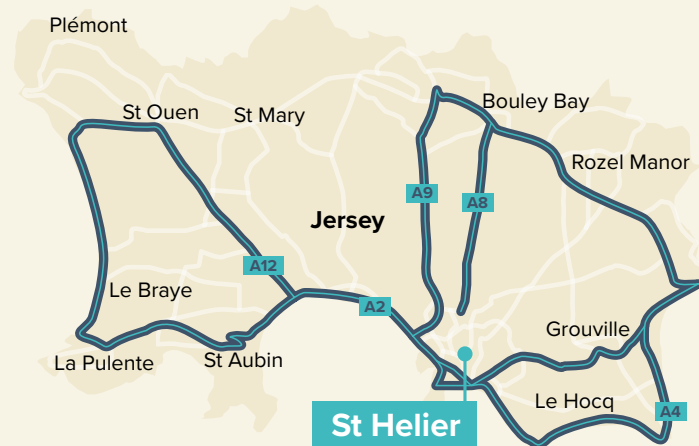 Plémont
St Ouen
St Mary
Bouley Bay
Rozel Manor
A9
A8
Jersey
A12
Le Braye
A2
Grouville
La Pulente
St Aubin
Le Hocq
A4
St Helier